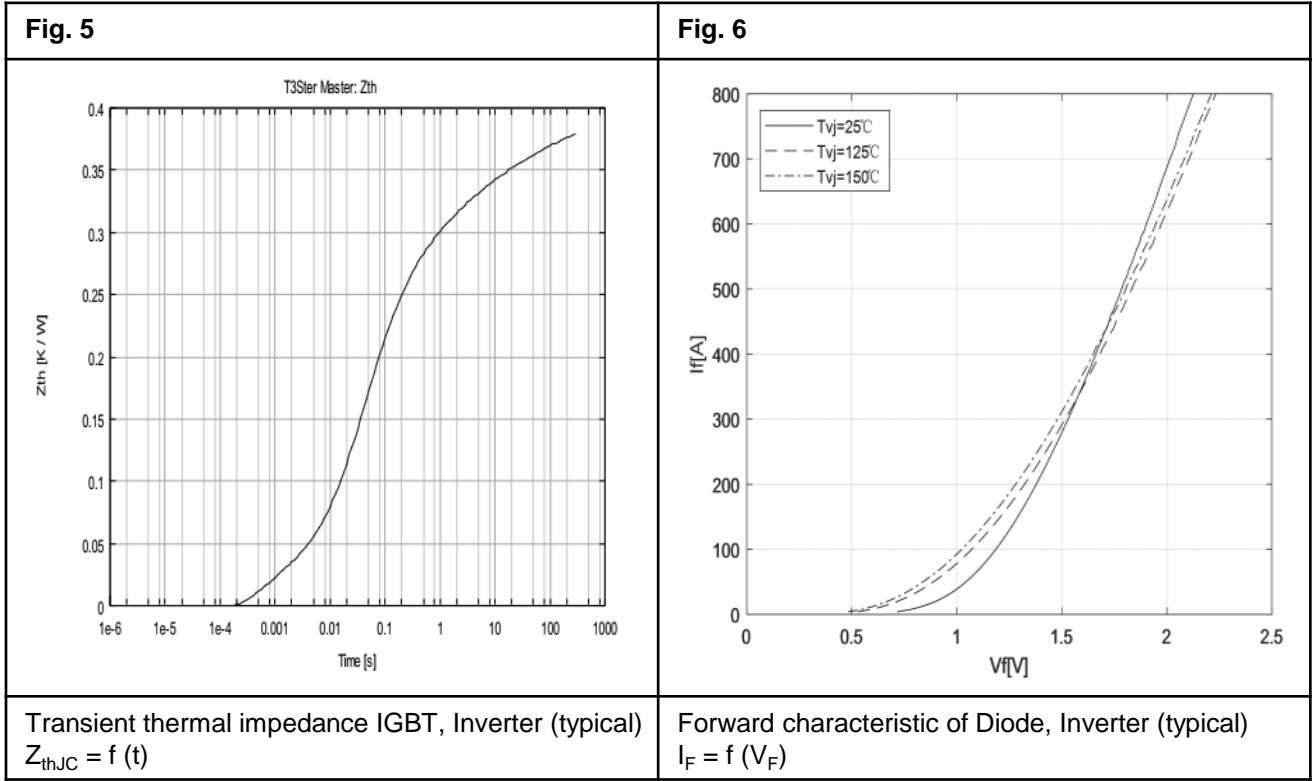 Fig. 5
T3Ster Master: Zth
0.4
0.35
0.3
0.25
0.2
0.15
0.1
0.05
0
Zth [K / W]
1e-6 1e-5 1e-4 0.001 0.01 0.1 1 10 100 1000
Time [s]
Transient thermal impedance IGBT, Inverter (typical)
Z_thJC = f (t)
Fig. 6
800
700
600
500
400
300
200
100
0
If[A]
Tvj=25℃
Tvj=125℃
Tvj=150℃
0 0.5 1 1.5 2 2.5
Vf[V]
Forward characteristic of Diode, Inverter (typical)
I_F = f (V_F)